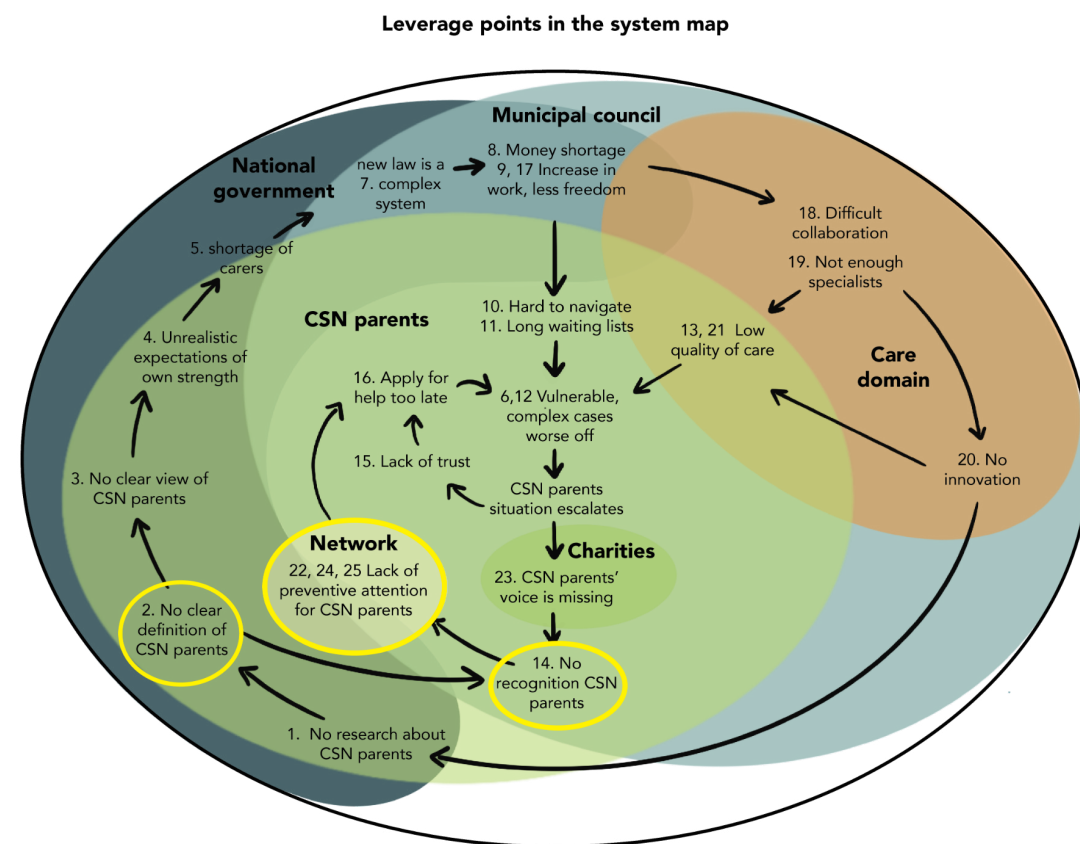 Leverage points in the system map
Municipal council
National
government
new law is a
7. complex
system
8. Money shortage
9, 17 Increase in
work, less freedom
18. Difficult
collaboration
19. Not enough
specialists
5. shortage of
carers
CSN parents
10. Hard to navigate
11. Long waiting lists
13, 21 Low
quality of care
Care
domain
4. Unrealistic
expectations of
own strength
16. Apply for
help too late
6,12 Vulnerable,
complex cases
worse off
15. Lack of trust
20. No
innovation
3. No clear view of
CSN parents
CSN parents
situation escalates
Network
22, 24, 25 Lack of
preventive attention
for CSN parents
Charities
23. CSN parents'
voice is missing
2. No clear
definition of
CSN parents
14. No
recognition CSN
parents
1. No research about
CSN parents